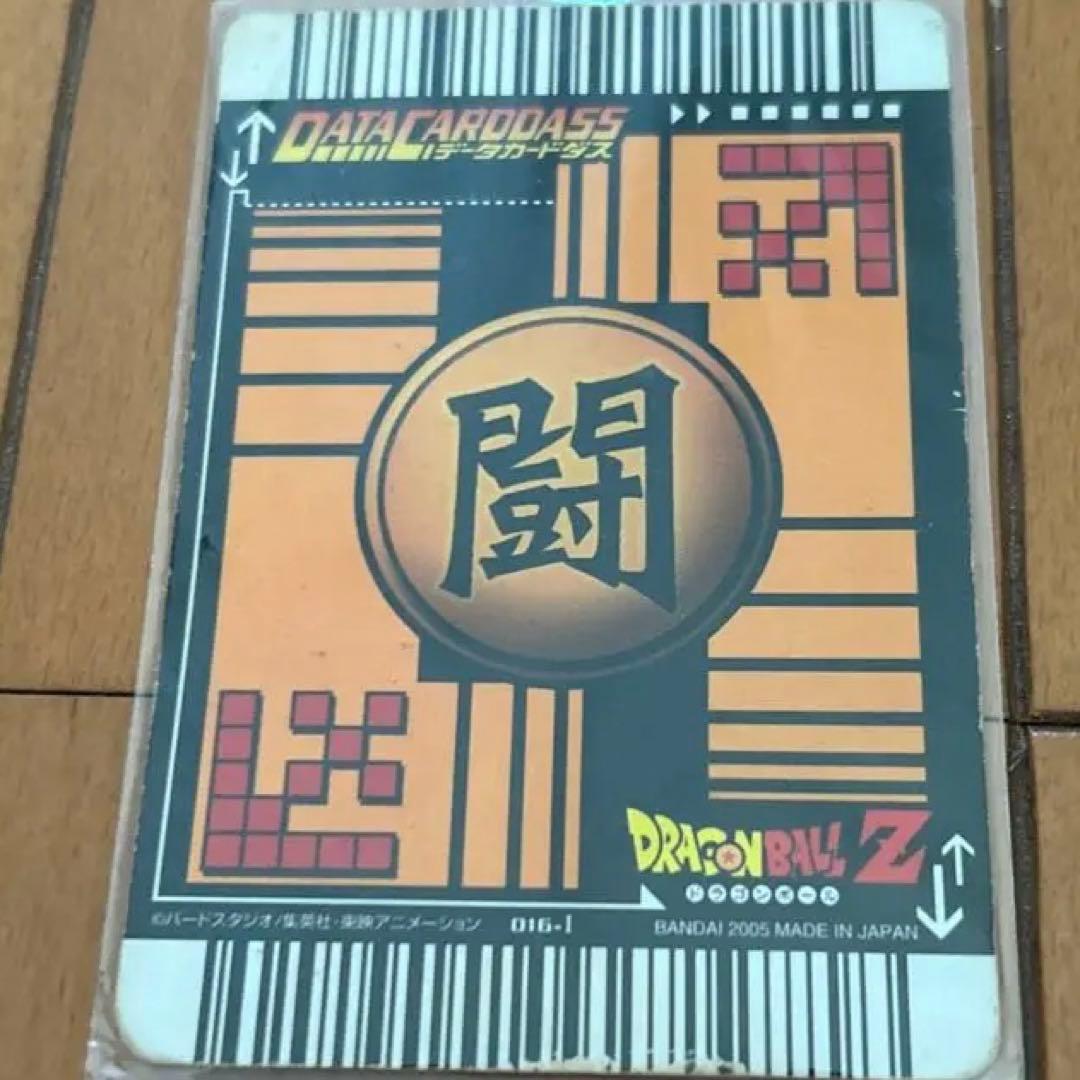 DATA CARDDASS
データカードダス
闘
DRAGON BALL Z
ドラゴンボール
©バードスタジオ/集英社・東映アニメーション 016-I BANDAI 2005 MADE IN JAPAN